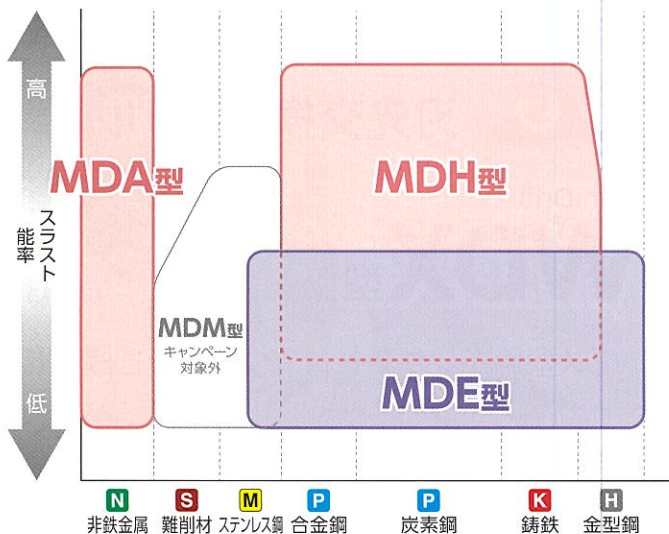 高
スラスト
能率
低
MDA型
MDH型
MDM型
キャンペーン
対象外
MDE型
N
S
M
P
P
K
H
非鉄金属
難削材
ステンレス鋼
合金鋼
炭素鋼
鋳鉄
金型鋼